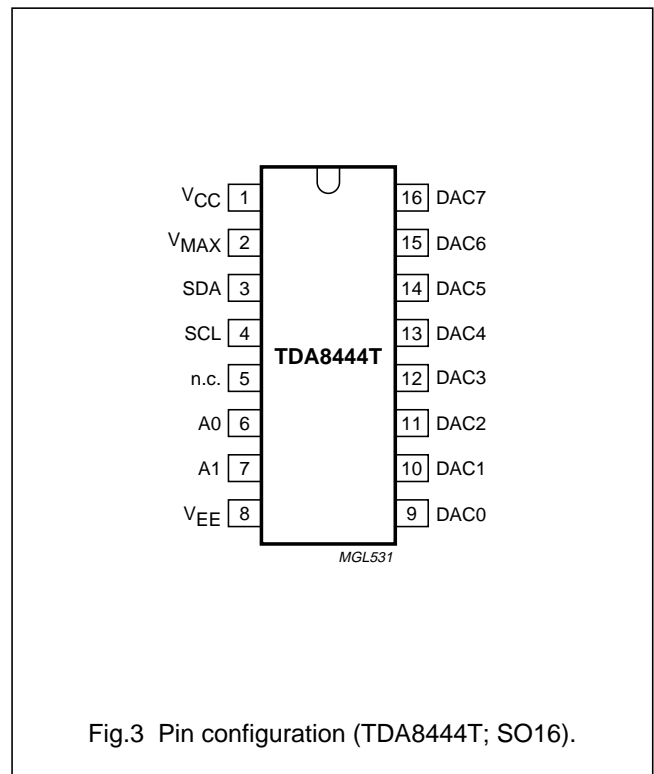 VCC 1 16 DAC7
VMAX 2 15 DAC6
SDA 3 14 DAC5
SCL 4 13 DAC4
TDA8444T
n.c. 5 12 DAC3
A0 6 11 DAC2
A1 7 10 DAC1
VEE 8 9 DAC0
MGL531
Fig.3 Pin configuration (TDA8444T; SO16).